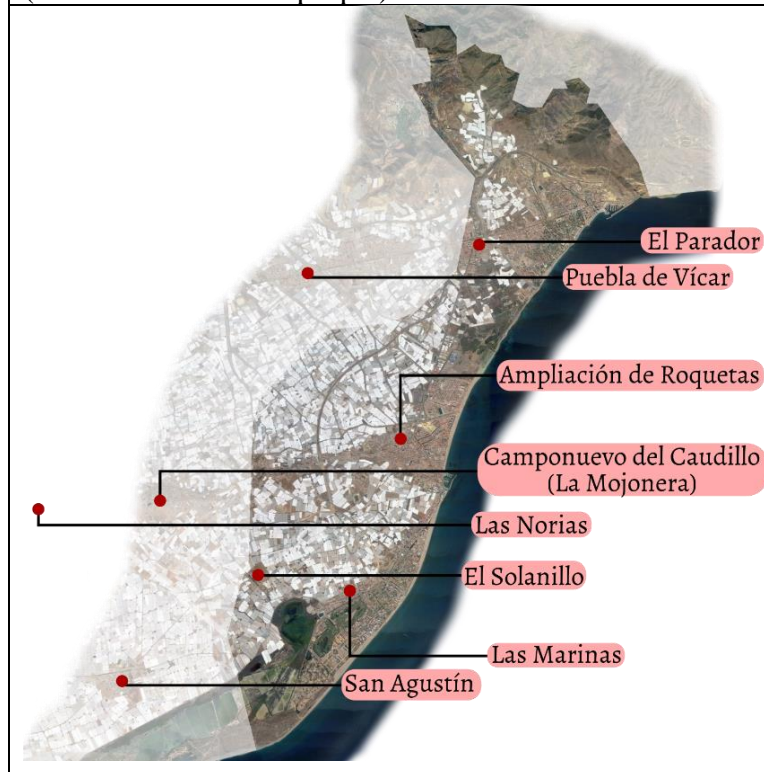 El Parador
Puebla de Vícar
Ampliación de Roquetas
Camponuevo del Caudillo
(La Mojonera)
Las Norias
El Solanillo
Las Marinas
San Agustín